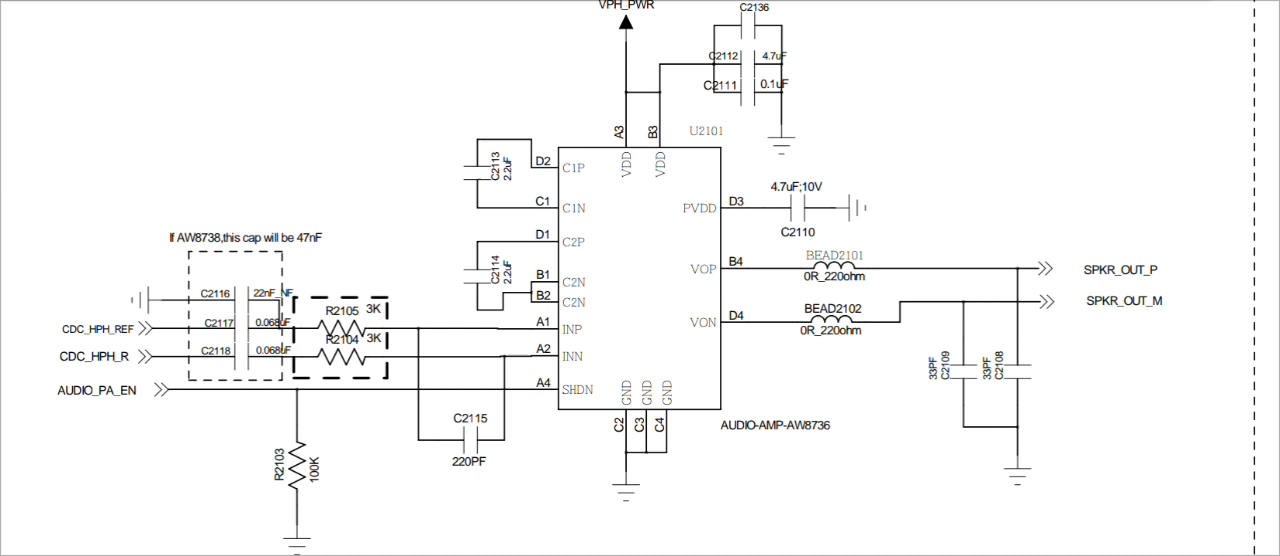 VPH_PWR
C2136
C2112 4.7uF
C2111 0.1uF
U2101
A3
B3
VDD
VDD
C2113
2.2uF
D2 C1P
C1 C1N
D1 C2P
C2114
2.2uF
B1 C2N
B2 C2N
PVDD D3
4.7uF;10V
C2110
VOP B4
BEAD2101
0R_220ohm
SPKR_OUT_P
BEAD2102
0R_220ohm
VON D4
SPKR_OUT_M
If AW8738,this cap will be 47nF
C2116 22nF_NF
R2105 3K
CDC_HPH_REF C2117 0.068uF
A1 INP
R2104 3K
CDC_HPH_R C2118 0.068uF
A2 INN
AUDIO_PA_EN
A4 SHDN
GND
GND
GND
C2
C3
C4
AUDIO-AMP-AW8736
33PF
C2109
33PF
C2108
C2115
220PF
R2103
100K